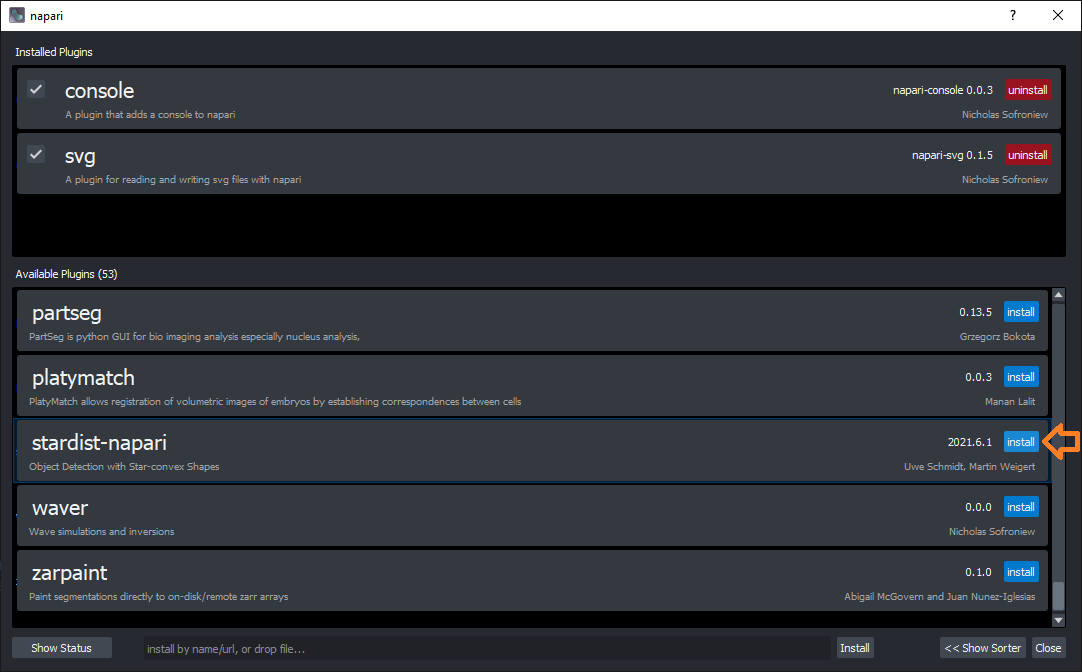 napari
?
Installed Plugins
console
napari-console 0.0.3
uninstall
A plugin that adds a console to napari
Nicholas Sofroniew
svg
napari-svg 0.1.5
uninstall
A plugin for reading and writing svg files with napari
Nicholas Sofroniew
Available Plugins (53)
partseg
0.13.5
install
PartSeg is python GUI for bio imaging analysis especially nucleus analysis,
Grzegorz Bokota
platymatch
0.0.3
install
PlatyMatch allows registration of volumetric images of embryos by establishing correspondences between cells
Manan Lalit
stardist-napari
2021.6.1
install
Object Detection with Star-convex Shapes
Uwe Schmidt, Martin Weigert
waver
0.0.0
install
Wave simulations and inversions
Nicholas Sofroniew
zarpaint
0.1.0
install
Paint segmentations directly to on-disk/remote zarr arrays
Abigail McGovern and Juan Nunez-Iglesias
Show Status
install by name/url, or drop file...
Install
<< Show Sorter
Close